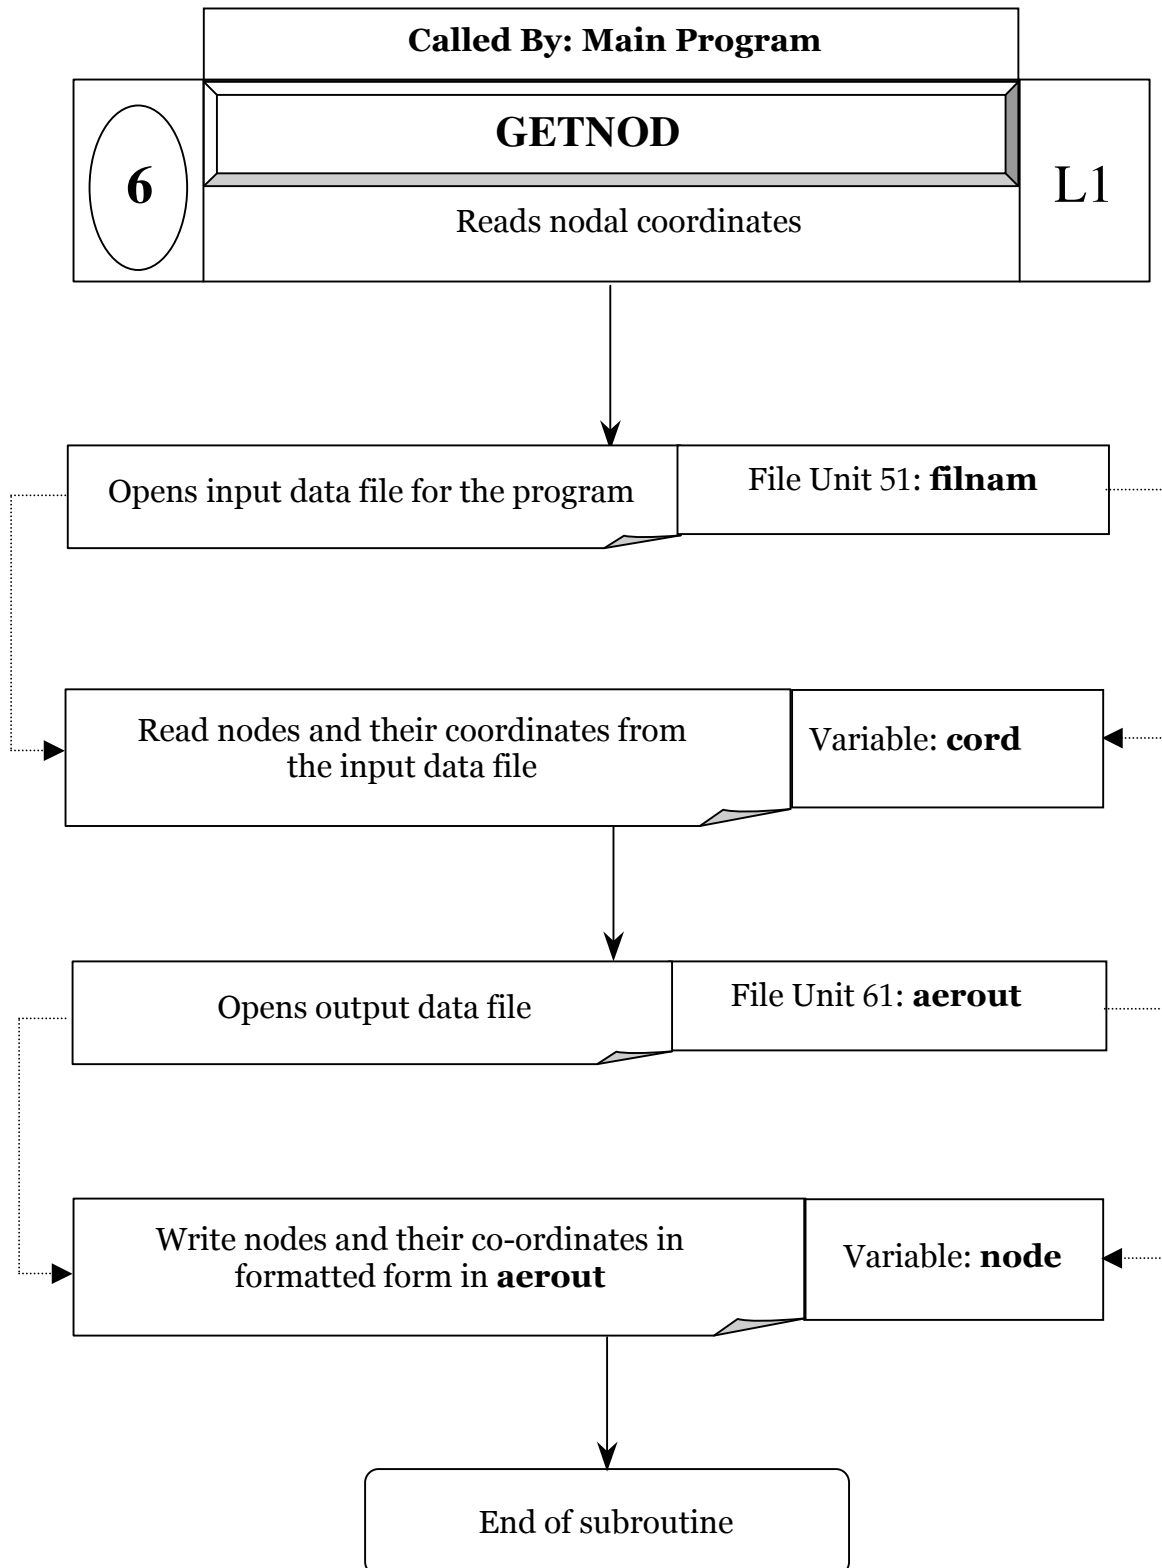 Called By: Main Program
GETNOD
6
L1
Reads nodal coordinates
Opens input data file for the program
File Unit 51: filnam
Read nodes and their coordinates from
the input data file
Variable: cord
Opens output data file
File Unit 61: aerout
Write nodes and their co-ordinates in
formatted form in aerout
Variable: node
End of subroutine